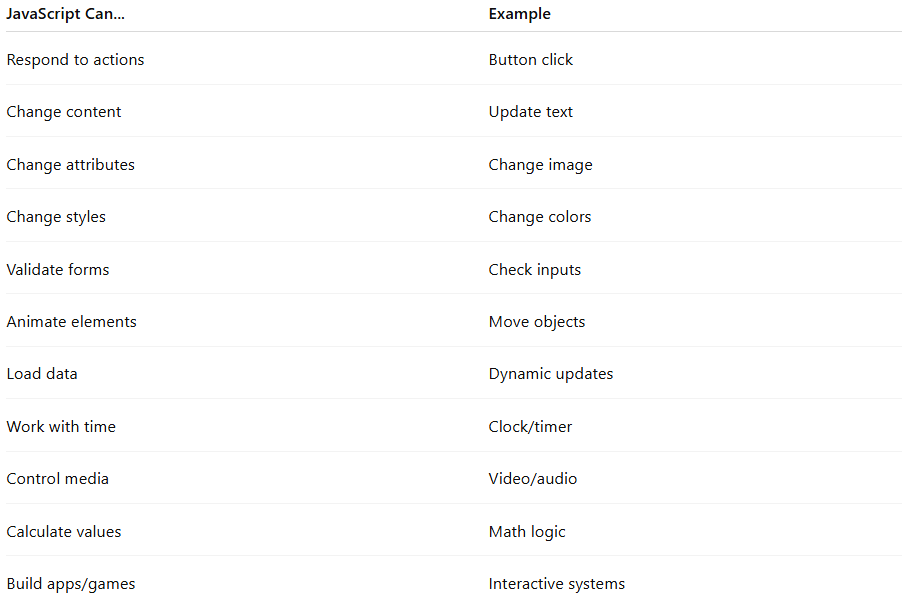 JavaScript Can... Example
Respond to actions Button click
Change content Update text
Change attributes Change image
Change styles Change colors
Validate forms Check inputs
Animate elements Move objects
Load data Dynamic updates
Work with time Clock/timer
Control media Video/audio
Calculate values Math logic
Build apps/games Interactive systems